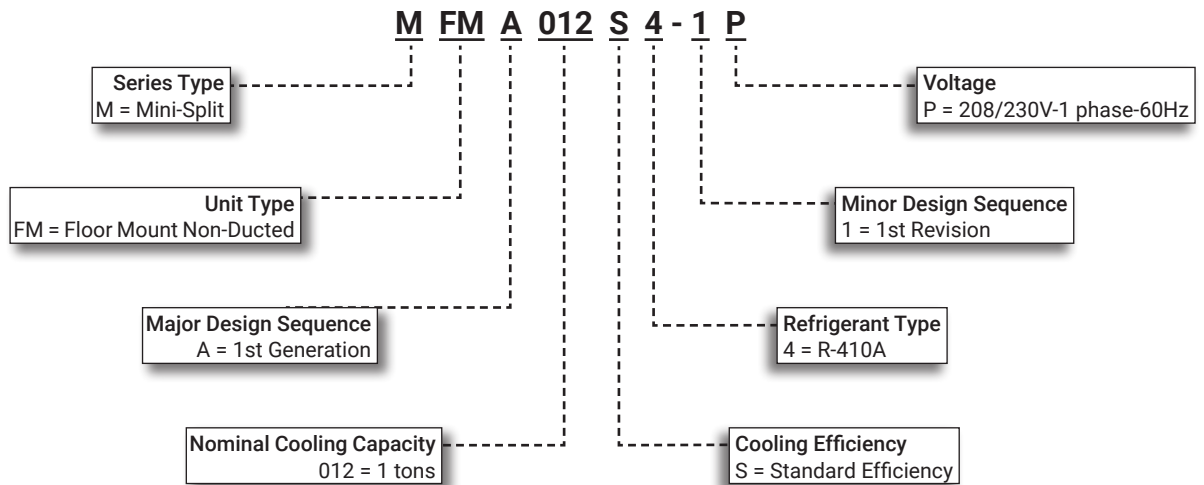 M FM A 012 S 4 - 1 P
Series Type
M = Mini-Split
Voltage
P = 208/230V-1 phase-60Hz
Unit Type
FM = Floor Mount Non-Ducted
Minor Design Sequence
1 = 1st Revision
Major Design Sequence
A = 1st Generation
Refrigerant Type
4 = R-410A
Nominal Cooling Capacity
012 = 1 tons
Cooling Efficiency
S = Standard Efficiency